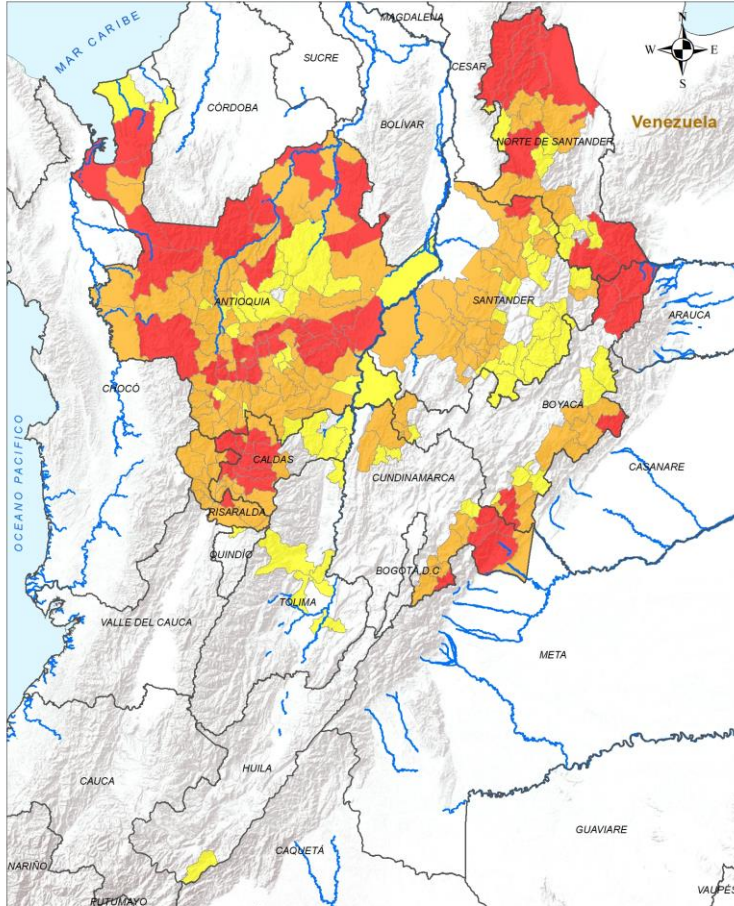 MAR CARIBE
MAGDALENA
N
W E
S
SUCRE
CESAR
CÓRDOBA
BOLÍVAR
Venezuela
NORTE DE SANTANDER
ANTIOQUIA
SANTANDER
ARAUCA
CHOCÓ
BOYACÁ
CALDAS
CASANARE
CUNDINAMARCA
OCEANO PACIFICO
RISARALDA
QUINDÍO
BOGOTÁ D.C
TOLIMA
VALLE DEL CAUCA
META
HUILA
CAUCA
GUAVIARE
CAQUETÁ
NARIÑO
PUTUMAYO
VAUPÉS